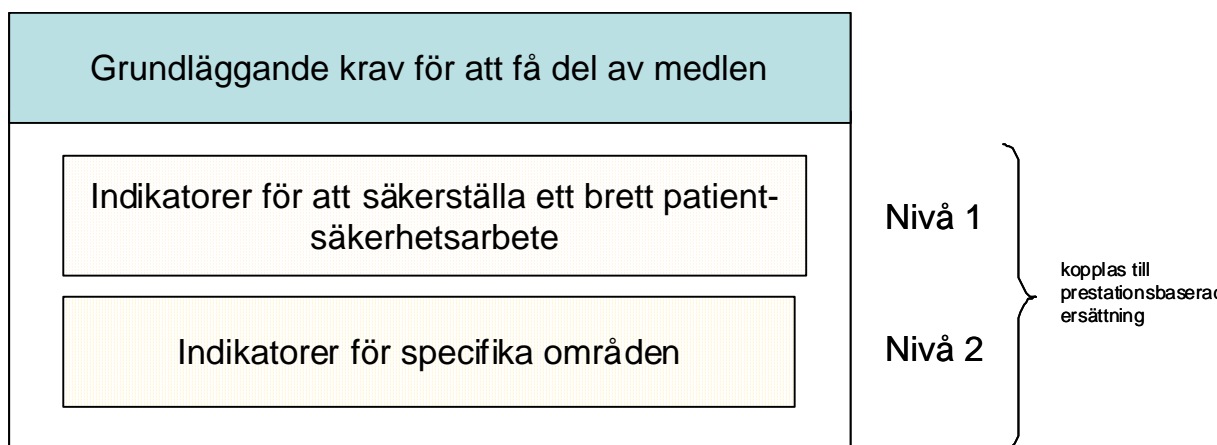 Grundläggande krav för att få del av medlen
Indikatorer för att säkerställa ett brett patient-
säkerhetsarbete
Nivå 1
Indikatorer för specifika områden
Nivå 2
kopplas till
prestationsbaserad
ersättning